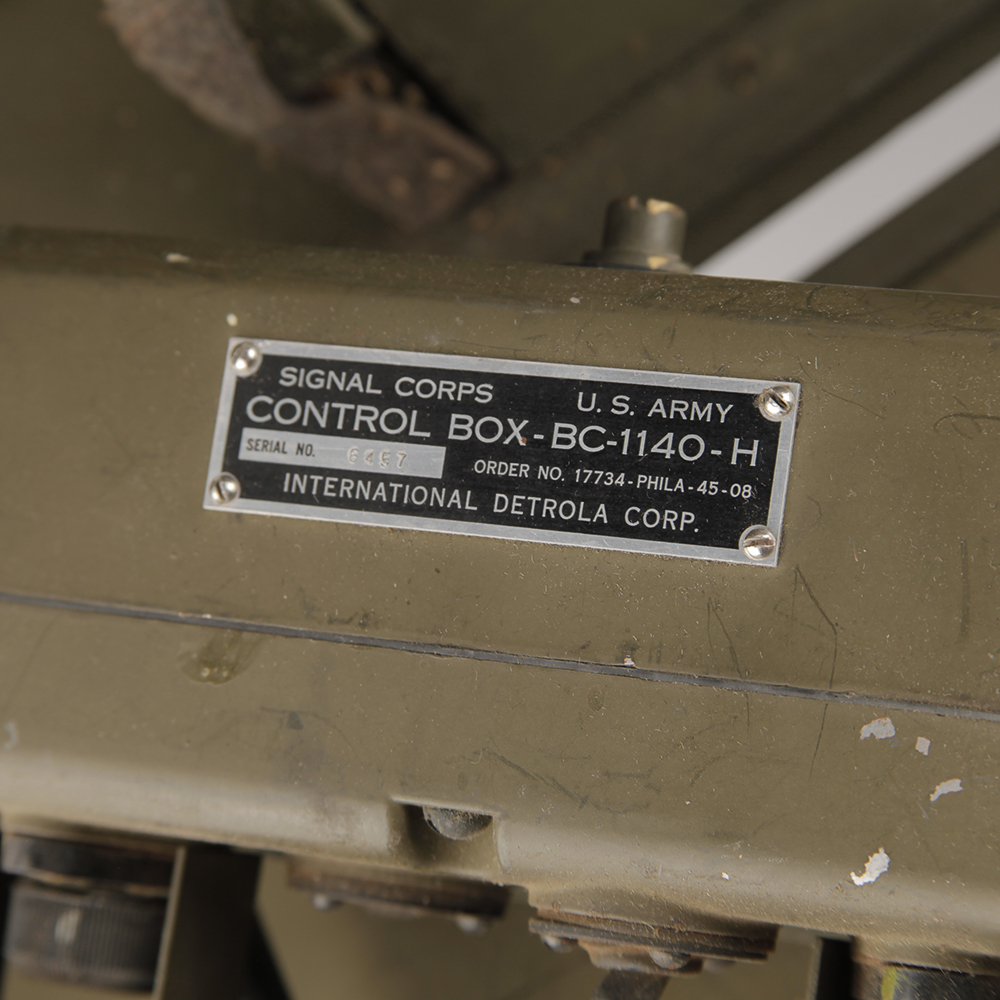 SIGNAL CORPS U.S. ARMY
CONTROL BOX-BC-1140-H
SERIAL NO.
ORDER NO. 17734-PHILA-45-08
INTERNATIONAL DETROLA CORP.